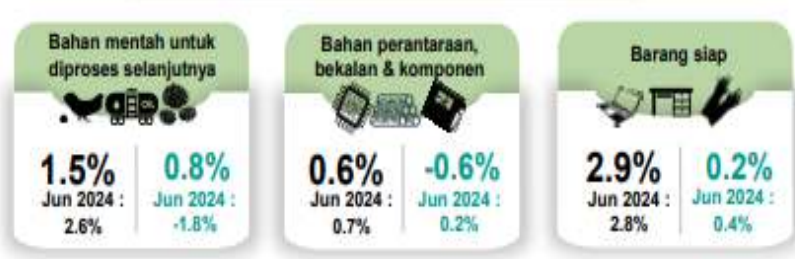 Bahan mentah untuk
diproses selanjutnya
OIL
1.5%
Jun 2024 :
2.6%
0.8%
Jun 2024 :
-1.8%
Bahan perantaraan,
bekalan & komponen
0.6%
Jun 2024 :
0.7%
-0.6%
Jun 2024 :
0.2%
Barang siap
2.9%
Jun 2024 :
2.8%
0.2%
Jun 2024 :
0.4%